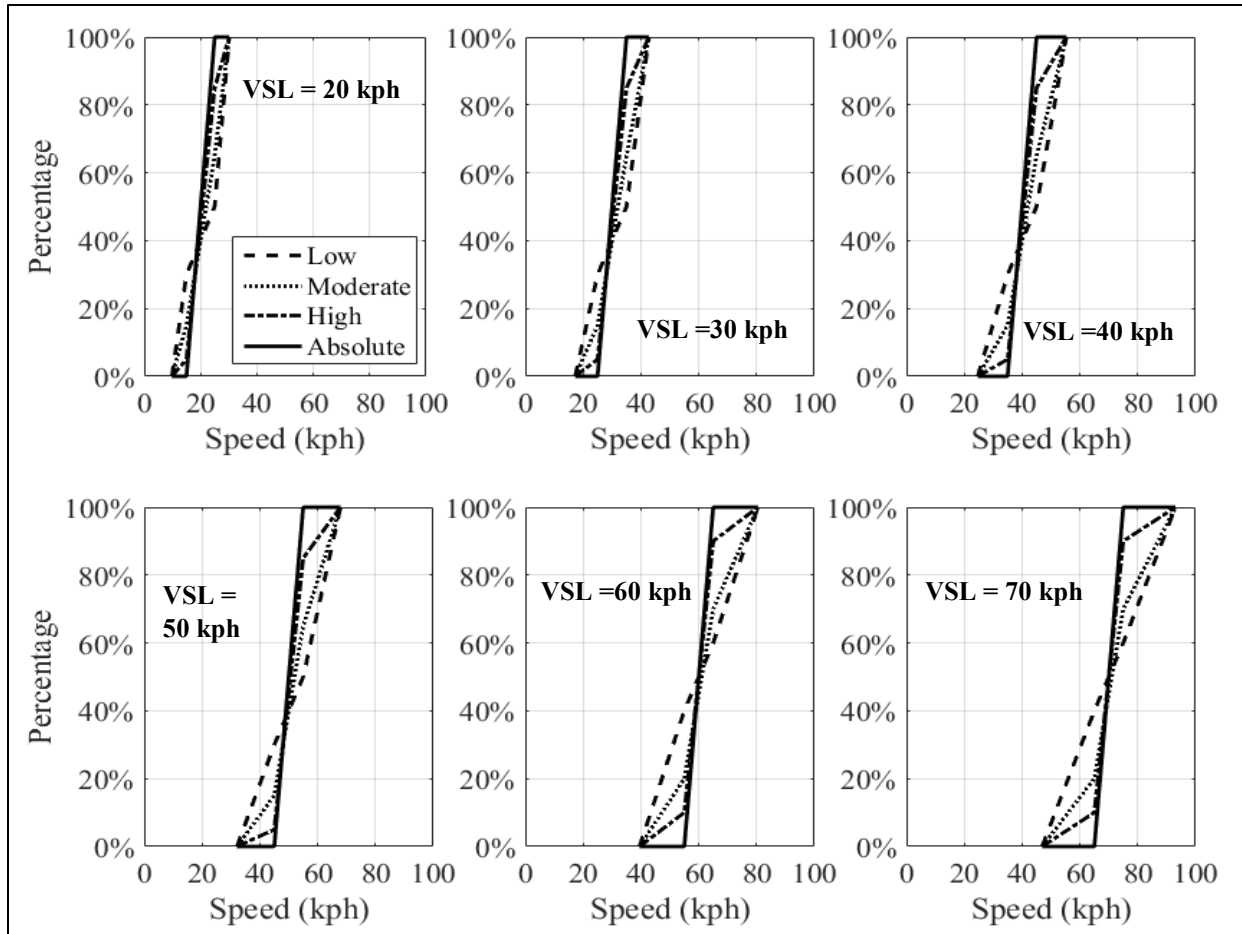 Percentage
100%
80%
60%
40%
20%
0%
VSL = 20 kph
Low
Moderate
High
Absolute
0 20 40 60 80 100
Speed (kph)
100%
80%
60%
40%
20%
0%
VSL =30 kph
0 20 40 60 80 100
Speed (kph)
100%
80%
60%
40%
20%
0%
VSL =40 kph
0 20 40 60 80 100
Speed (kph)
Percentage
100%
80%
60%
40%
20%
0%
VSL =
50 kph
0 20 40 60 80 100
Speed (kph)
100%
80%
60%
40%
20%
0%
VSL =60 kph
0 20 40 60 80 100
Speed (kph)
100%
80%
60%
40%
20%
0%
VSL = 70 kph
0 20 40 60 80 100
Speed (kph)